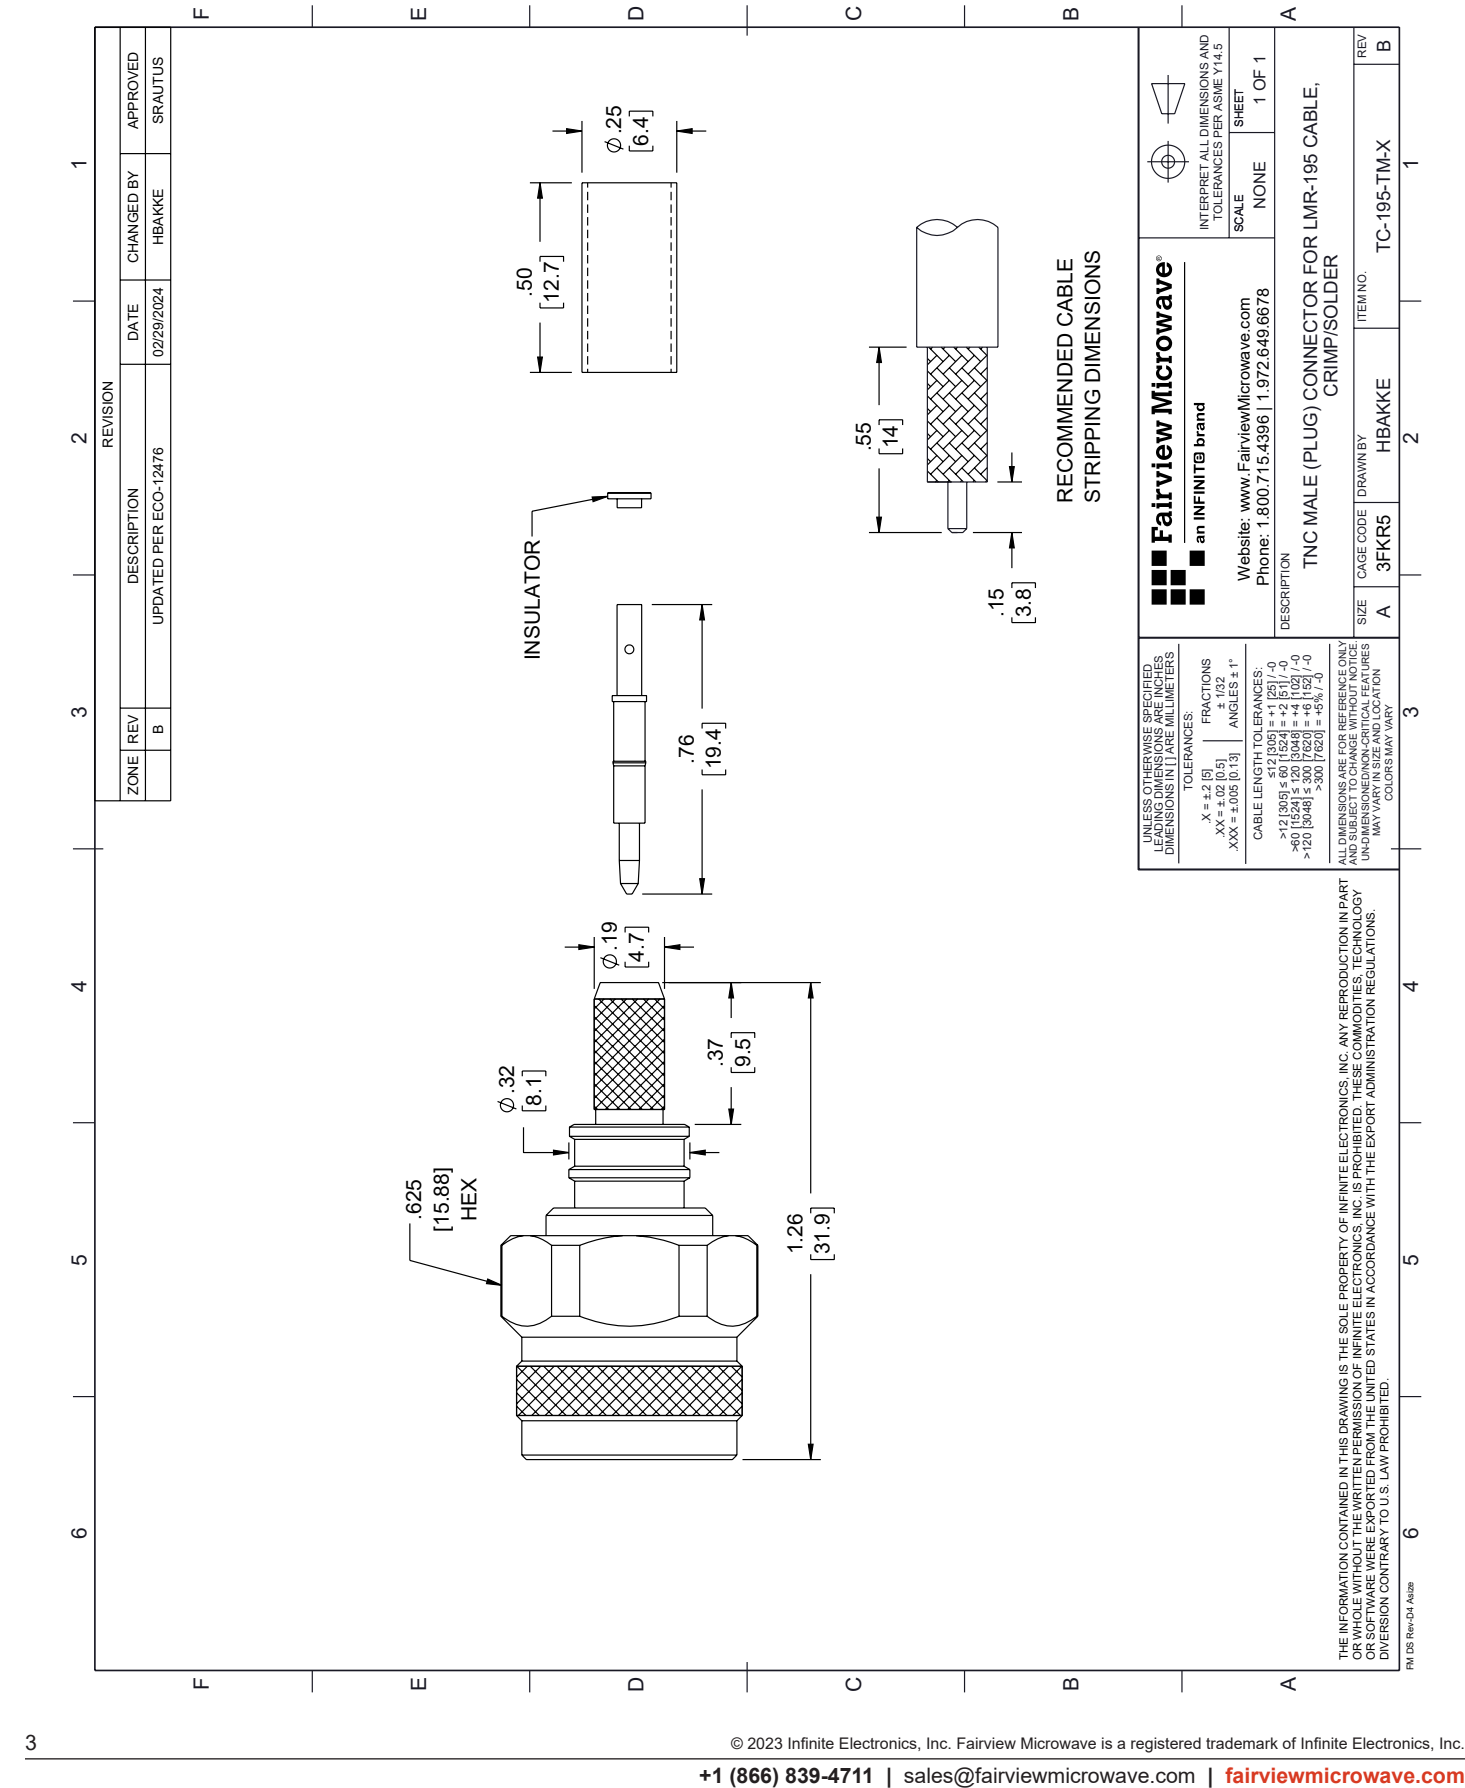 F E D C B A
1 2 3 4 5 6
REVISION
ZONE REV DESCRIPTION DATE CHANGED BY APPROVED
B UPDATED PER ECO-12476 02/29/2024 HBAKKE SRAUTUS
.625
[15.88]
HEX
Ø.32
[8.1]
Ø.19
[4.7]
.37
[9.5]
1.26
[31.9]
.76
[19.4]
INSULATOR
.50
[12.7]
Ø.25
[6.4]
.55
[14]
.15
[3.8]
RECOMMENDED CABLE
STRIPPING DIMENSIONS
UNLESS OTHERWISE SPECIFIED
LEADING DIMENSIONS ARE INCHES
DIMENSIONS IN [ ] ARE MILLIMETERS
TOLERANCES:
.X = ±.2 [5]
.XX = ±.02 [0.5]
.XXX = ±.005 [0.13]
FRACTIONS
± 1/32
ANGLES ± 1°
CABLE LENGTH TOLERANCES:
≤12 [305] = +1 [25] / -0
>12 [305] ≤ 60 [1524] = +2 [51] / -0
>60 [1524] ≤ 120 [3048] = +4 [102] / -0
>120 [3048] ≤ 300 [7620] = +6 [152] / -0
>300 [7620] = +5% / -0
ALL DIMENSIONS ARE FOR REFERENCE ONLY
AND SUBJECT TO CHANGE WITHOUT NOTICE.
UN-DIMENSIONED/NON-CRITICAL FEATURES
MAY VARY IN SIZE AND LOCATION
COLORS MAY VARY
Fairview Microwave®
an INFINIT@ brand
Website: www.FairviewMicrowave.com
Phone: 1.800.715.4396 | 1.972.649.6678
INTERPRET ALL DIMENSIONS AND
TOLERANCES PER ASME Y14.5
SCALE
NONE
SHEET
1 OF 1
DESCRIPTION
TNC MALE (PLUG) CONNECTOR FOR LMR-195 CABLE,
CRIMP/SOLDER
SIZE CAGE CODE DRAWN BY ITEM NO. REV
A 3FKR5 HBAKKE TC-195-TM-X B
THE INFORMATION CONTAINED IN THIS DRAWING IS THE SOLE PROPERTY OF INFINITE ELECTRONICS, INC. ANY REPRODUCTION IN PART
OR WHOLE WITHOUT THE WRITTEN PERMISSION OF INFINITE ELECTRONICS, INC. IS PROHIBITED. THESE COMMODITIES, TECHNOLOGY
OR SOFTWARE WERE EXPORTED FROM THE UNITED STATES IN ACCORDANCE WITH THE EXPORT ADMINISTRATION REGULATIONS.
DIVERSION CONTRARY TO U.S. LAW PROHIBITED.
FM DS Rev-D4 Asize
6 5 4 3 2 1
F E D C B A
3
© 2023 Infinite Electronics, Inc. Fairview Microwave is a registered trademark of Infinite Electronics, Inc.
+1 (866) 839-4711 | sales@fairviewmicrowave.com | fairviewmicrowave.com